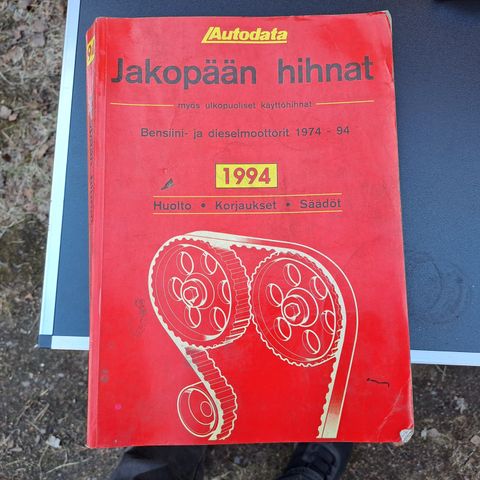 Autodata
Jakopään hihnat
myös ulkopuoliset käyttöhihnat
Bensiini- ja dieselmoottorit 1974 - 94
1994
Huolto • Korjaukset • Säädöt